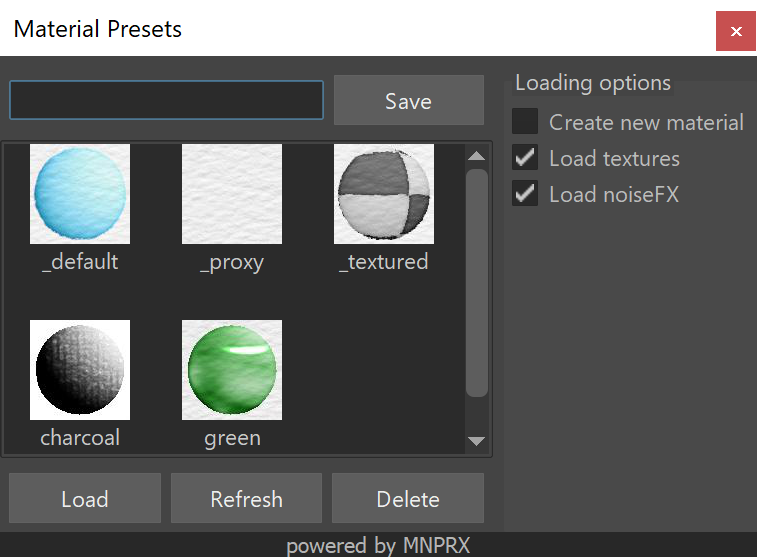 Material Presets
Save
Loading options
Create new material
Load textures
Load noiseFX
_default
_proxy
_textured
charcoal
green
Load
Refresh
Delete
powered by MNPRX